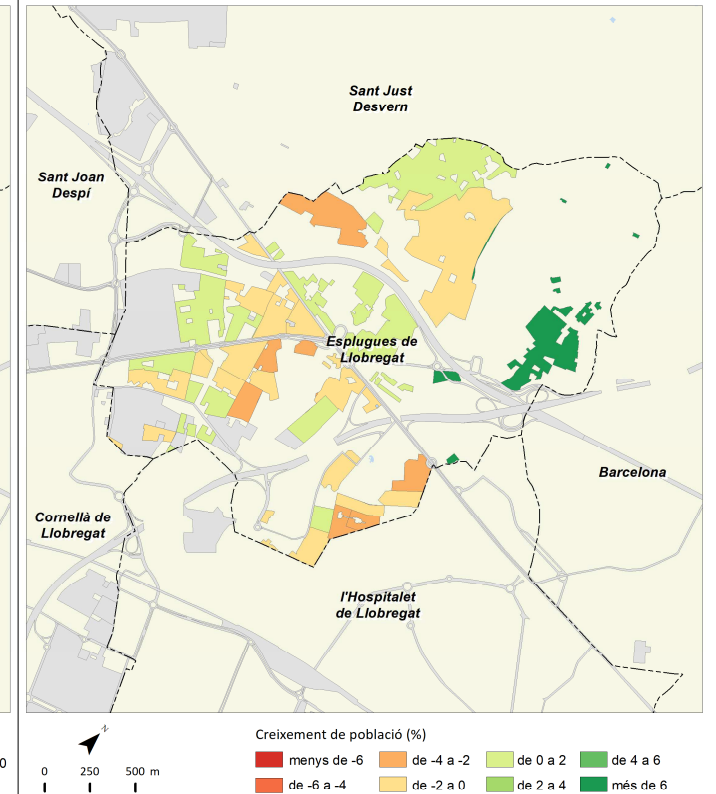 Sant Just
Desvern
Sant Joan
Despí
Esplugues de
Llobregat
Barcelona
Cornellà de
Llobregat
l'Hospitalet
de Llobregat
N
Creixement de població (%)
menys de -6
de -4 a -2
de 0 a 2
de 4 a 6
0
0 250 500 m
de -6 a -4
de -2 a 0
de 2 a 4
més de 6